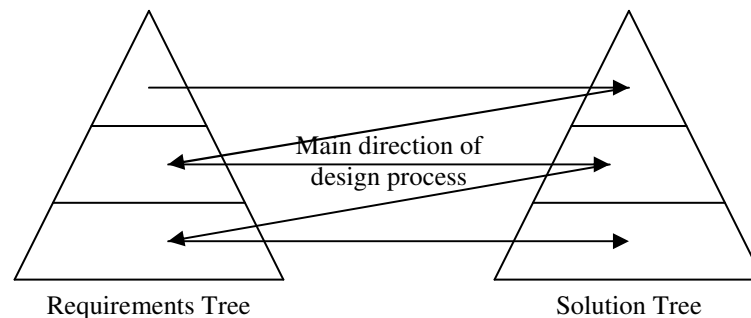 Main direction of
design process
Requirements Tree
Solution Tree